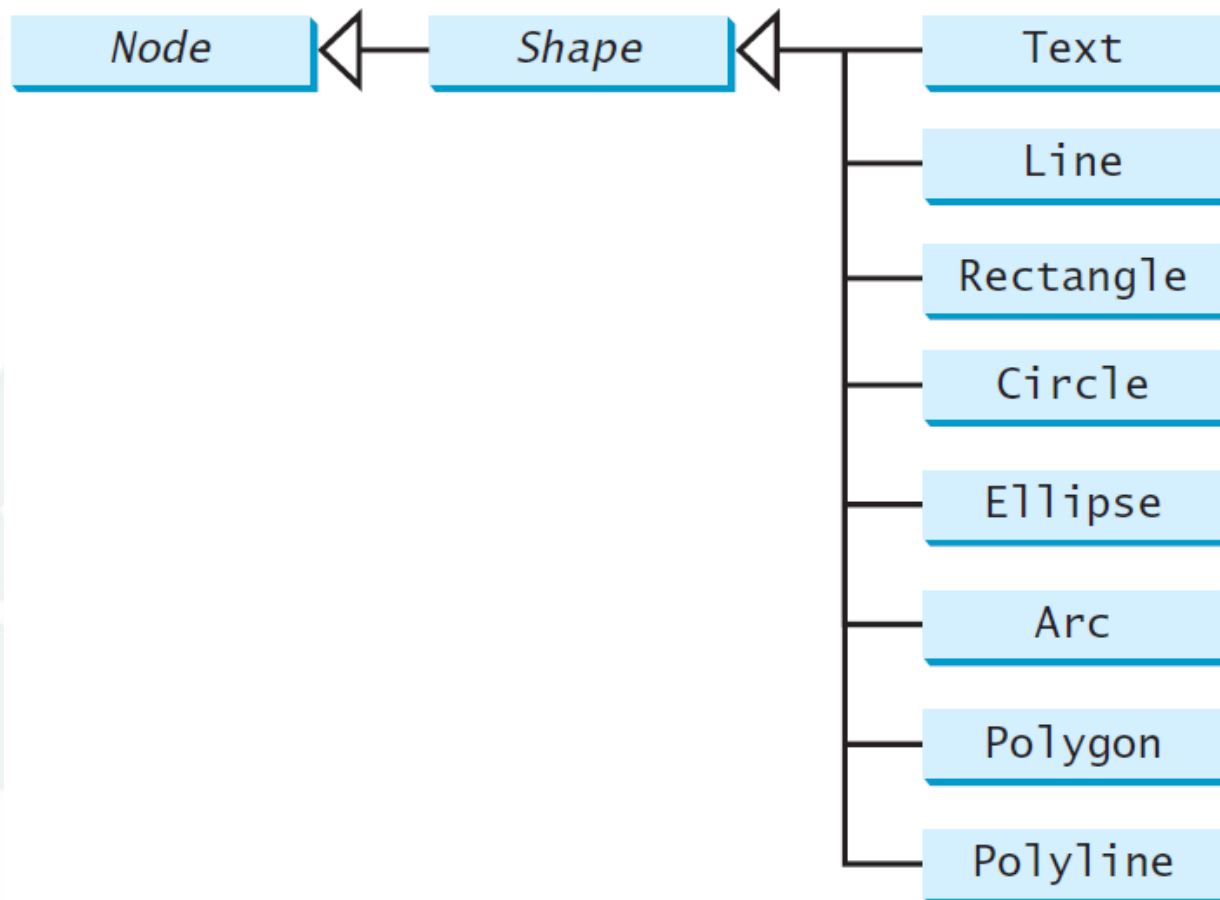 Node
Shape
Text
Line
Rectangle
Circle
Ellipse
Arc
Polygon
Polyline